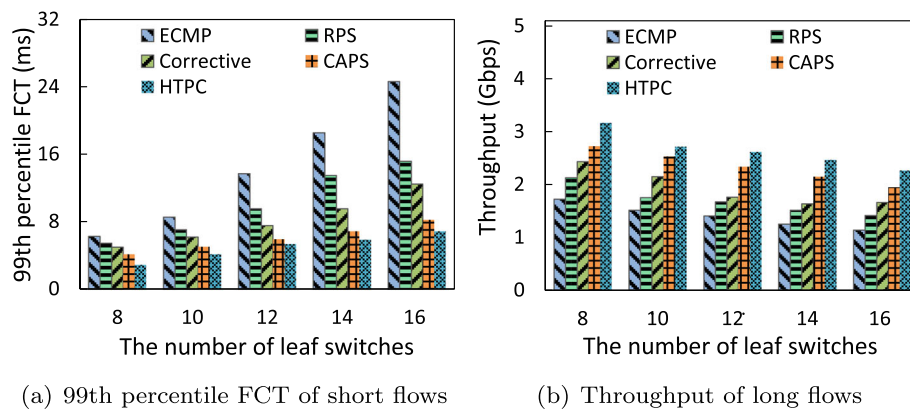 99th percentile FCT (ms)
32
24
16
8
0
ECMP
RPS
Corrective
CAPS
HTPC
8 10 12 14 16
The number of leaf switches
(a) 99th percentile FCT of short flows
Throughput (Gbps)
5
4
3
2
1
0
ECMP
RPS
Corrective
CAPS
HTPC
8 10 12 14 16
The number of leaf switches
(b) Throughput of long flows